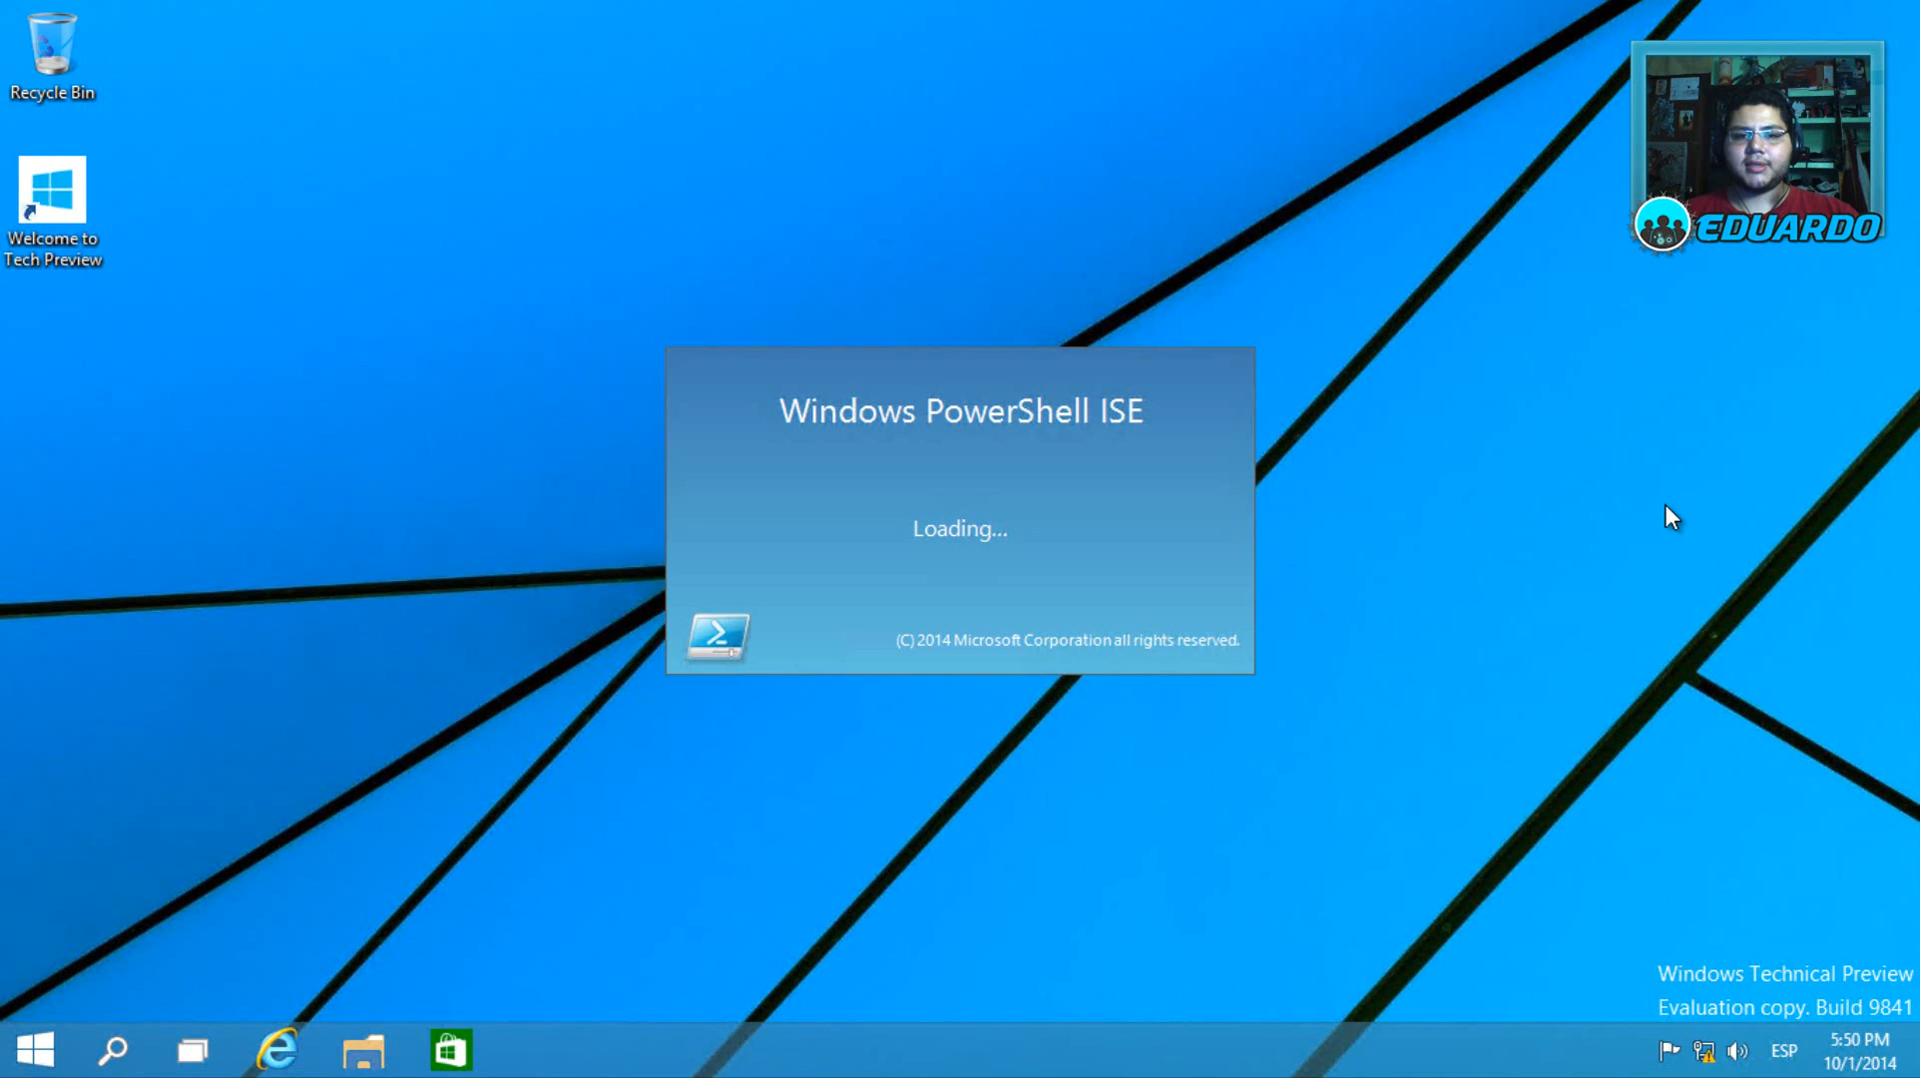 Recycle Bin
Welcome to
Tech Preview
EDUARDO
Windows PowerShell ISE
Loading...
(C) 2014 Microsoft Corporation all rights reserved.
Windows Technical Preview
Evaluation copy. Build 9841
ESP
5:50 PM
10/1/2014